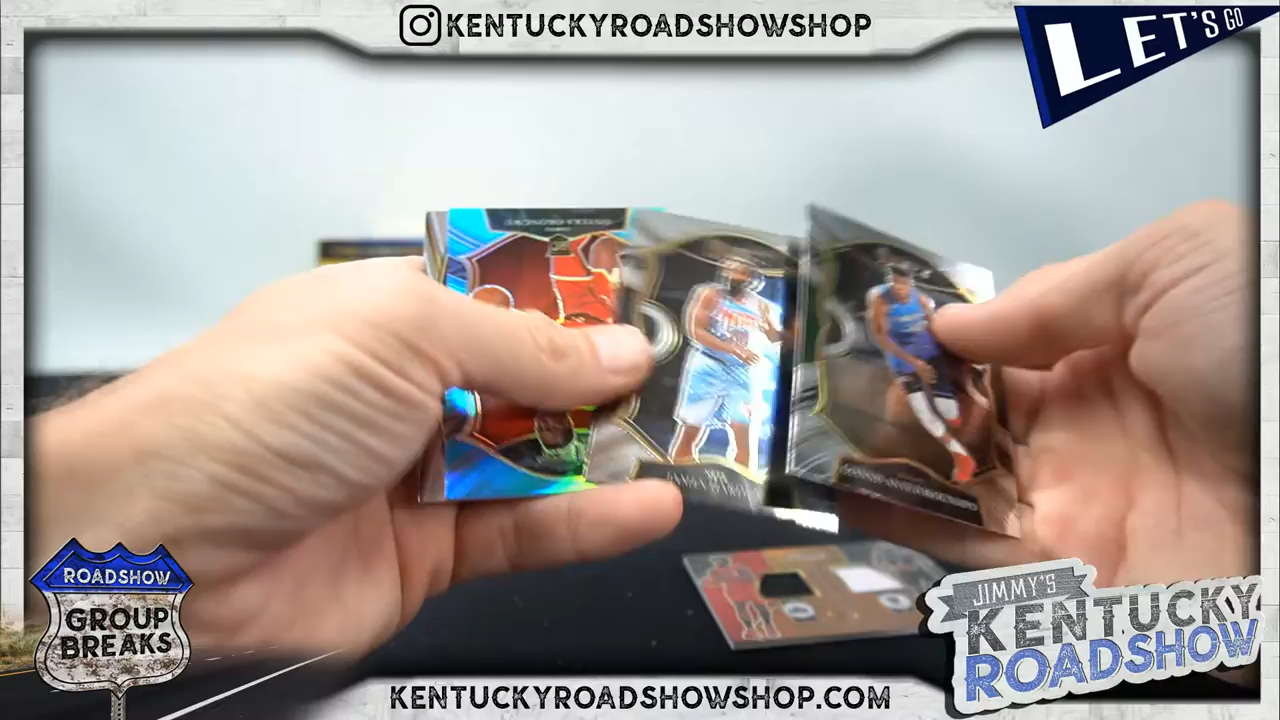 KENTUCKYROADSHOWSHOP
LET'S GO
ROADSHOW
GROUP
BREAKS
JIMMY'S
KENTUCKY
ROADSHOW
KENTUCKYROADSHOWSHOP.COM